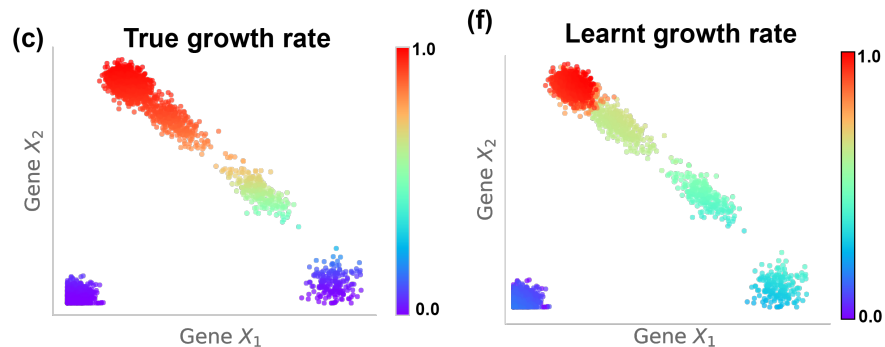 (c) True growth rate
1.0
Gene X₂
0.0
Gene X₁
(f) Learnt growth rate
1.0
Gene X₂
0.0
Gene X₁